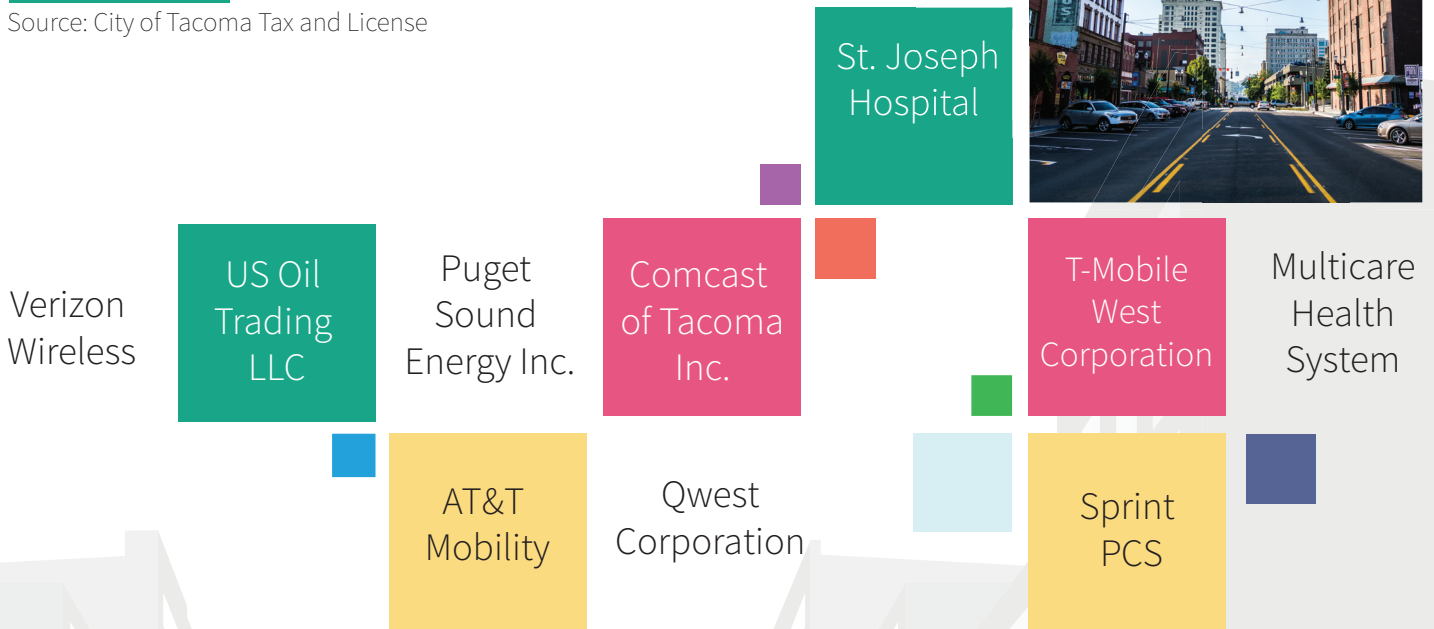 Source: City of Tacoma Tax and License
St. Joseph
Hospital
Verizon
Wireless
US Oil
Trading
LLC
Puget
Sound
Energy Inc.
Comcast
of Tacoma
Inc.
T-Mobile
West
Corporation
Multicare
Health
System
AT&T
Mobility
Qwest
Corporation
Sprint
PCS